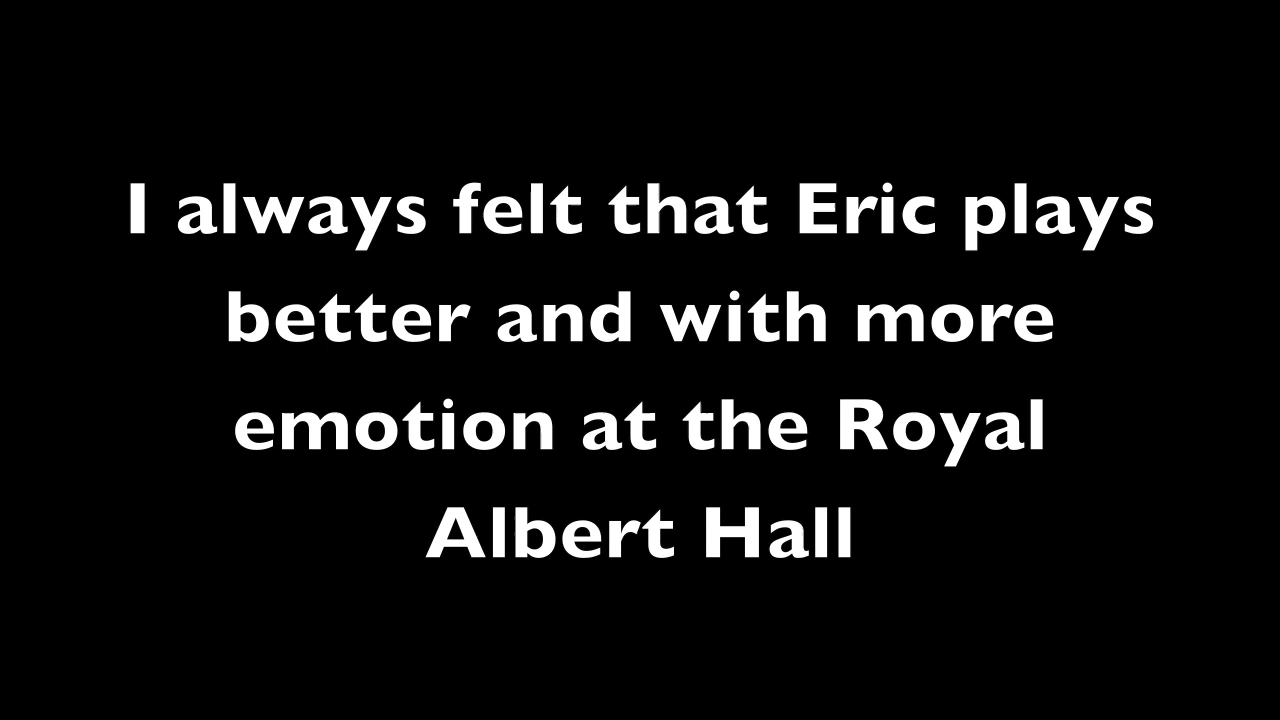 I always felt that Eric plays
better and with more
emotion at the Royal
Albert Hall